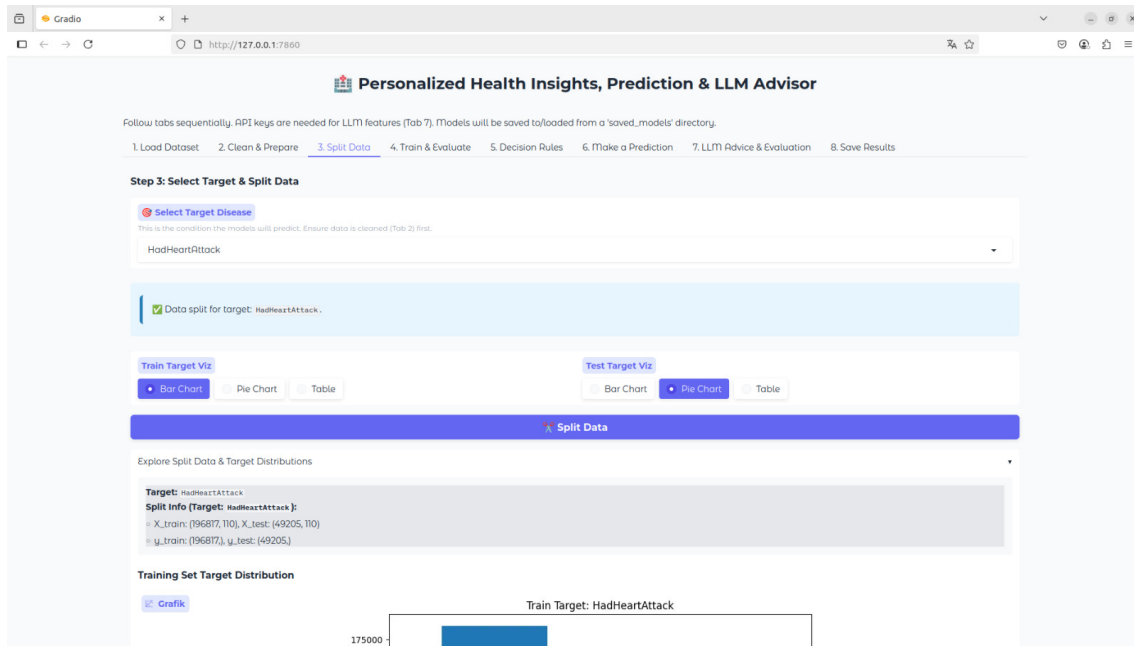 Gradio
http://127.0.0.1:7860
🏥 Personalized Health Insights, Prediction & LLM Advisor
Follow tabs sequentially. API keys are needed for LLM features (Tab 7). Models will be saved to/loaded from a 'saved_models' directory.
1. Load Dataset 2. Clean & Prepare 3. Split Data 4. Train & Evaluate 5. Decision Rules 6. Make a Prediction 7. LLM Advice & Evaluation 8. Save Results
Step 3: Select Target & Split Data
🎯 Select Target Disease
This is the condition the models will predict. Ensure data is cleaned (Tab 2) first.
HadHeartAttack
✅ Data split for target: HadHeartAttack.
Train Target Viz Test Target Viz
Bar Chart Pie Chart Table Bar Chart Pie Chart Table
Split Data
Explore Split Data & Target Distributions
Target: HadHeartAttack
Split Info (Target: HadHeartAttack):
X_train: (196817, 110), X_test: (49205, 110)
y_train: (196817,), y_test: (49205,)
Training Set Target Distribution
Grafik
Train Target: HadHeartAttack
175000